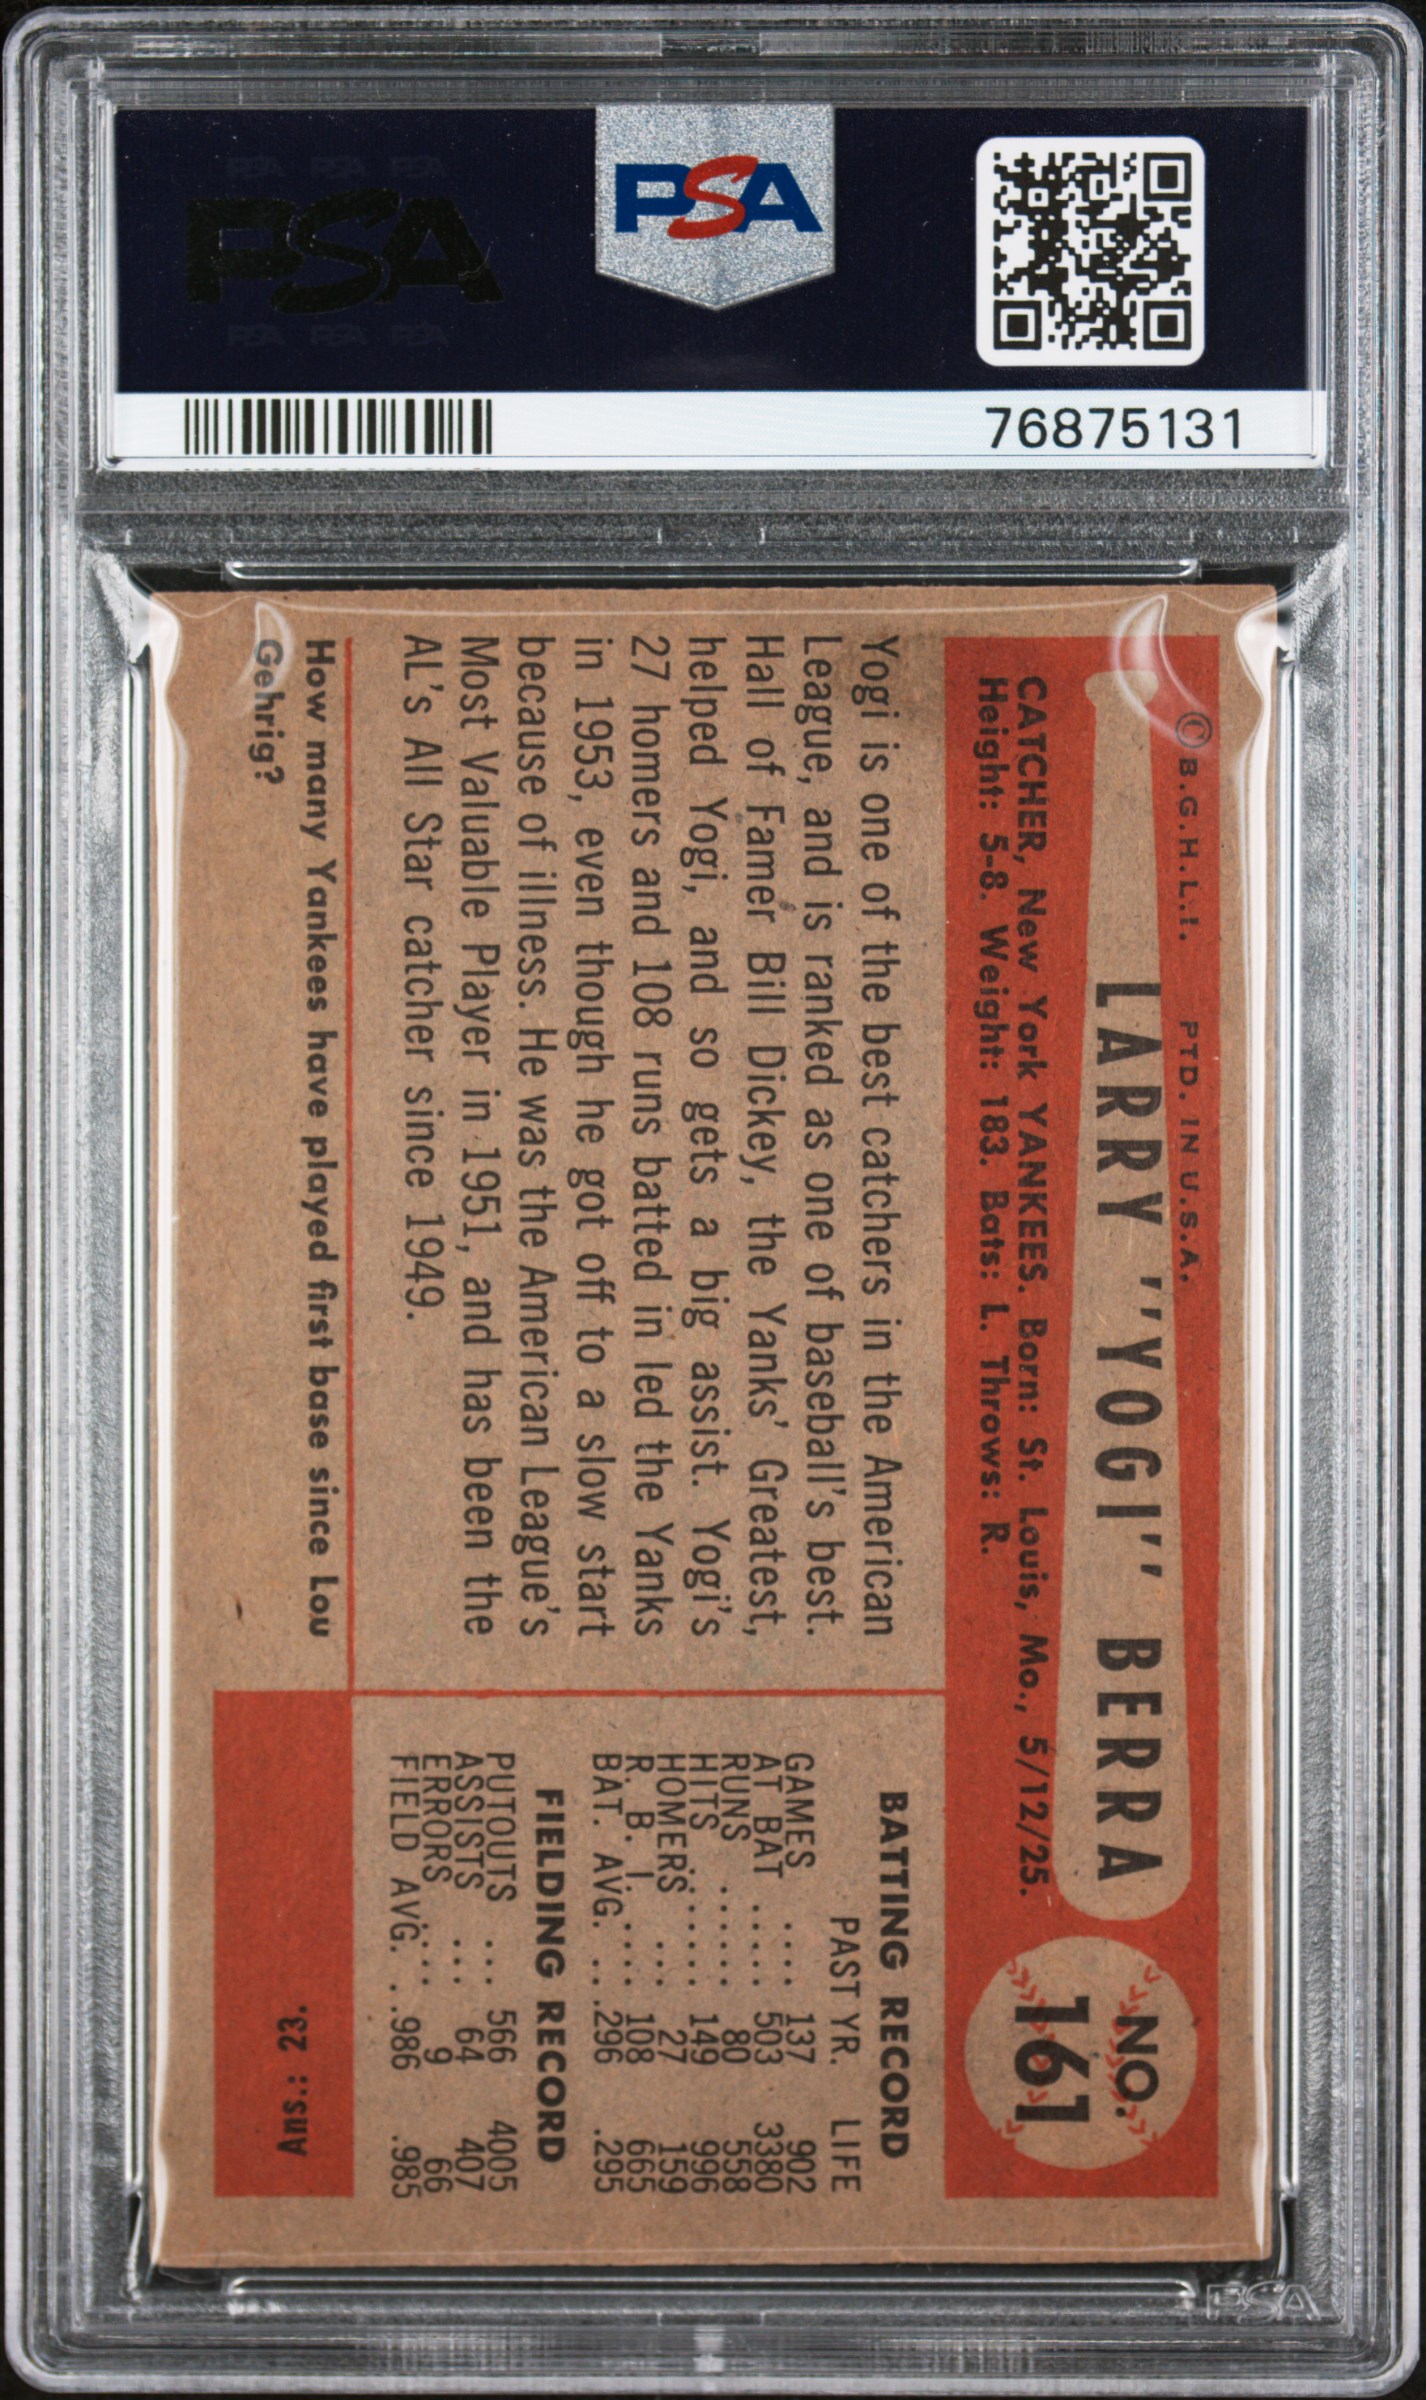 PSA PSA PSA
PSA
PSA PSA PSA
PSA
76875131
© B.G.H.L.I. PTD. IN U.S.A.
LARRY "YOGI" BERRA
NO.
161
CATCHER, New York YANKEES. Born: St. Louis, Mo., 5/12/25.
Height: 5-8. Weight: 183. Bats: L. Throws: R.
Yogi is one of the best catchers in the American
League, and is ranked as one of baseball's best.
Hall of Famer Bill Dickey, the Yanks' Greatest,
helped Yogi, and so gets a big assist. Yogi's
27 homers and 108 runs batted in led the Yanks
in 1953, even though he got off to a slow start
because of illness. He was the American League's
Most Valuable Player in 1951, and has been the
AL's All Star catcher since 1949.
BATTING RECORD
PAST YR. LIFE
GAMES .... 137 902
AT BAT ..... 503 3380
RUNS ...... 80 558
HITS ...... 149 996
HOMERS ... 27 159
R. B. I. .... 108 665
BAT. AVG. .. .296 .295
FIELDING RECORD
PUTOUTS ... 566 4005
ASSISTS ... 64 407
ERRORS ... 9 66
FIELD AVG. . .986 .985
How many Yankees have played first base since Lou
Gehrig?
Ans.: 23.
PSA